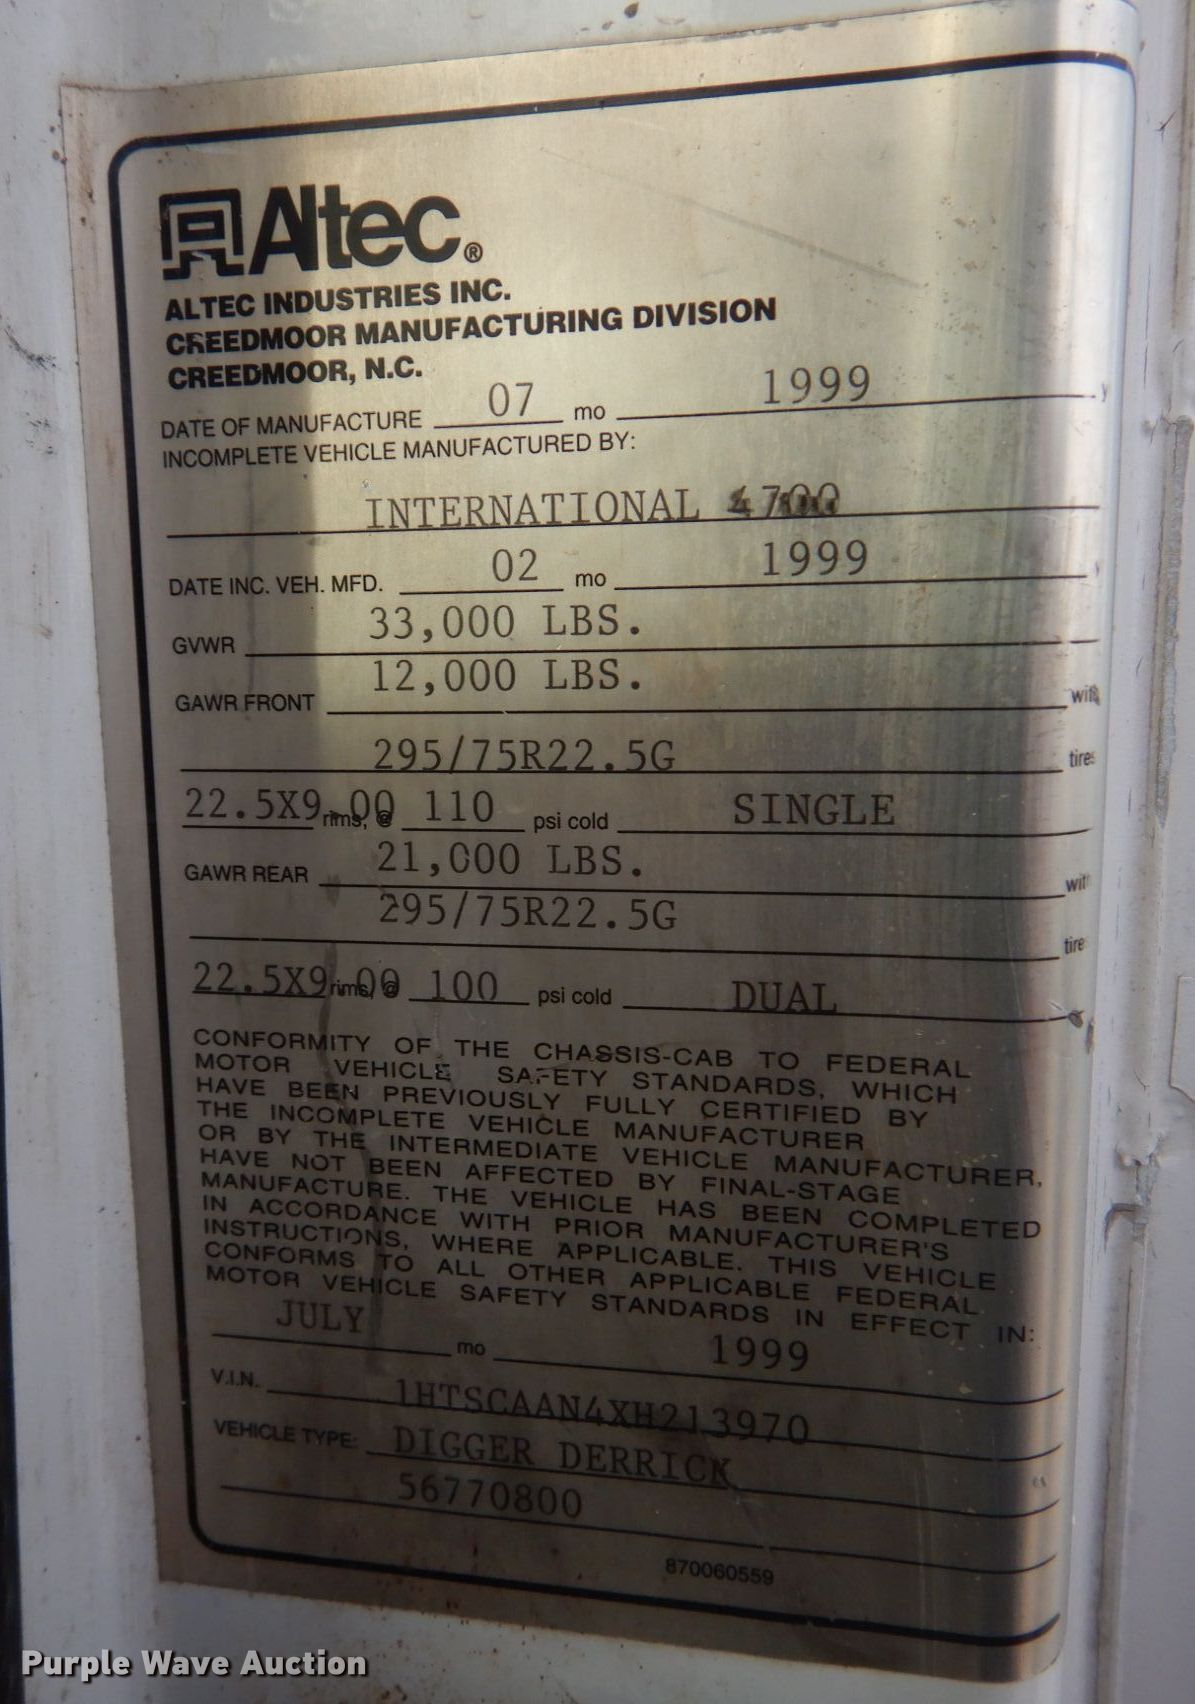 Altec®
ALTEC INDUSTRIES INC.
CREEDMOOR MANUFACTURING DIVISION
CREEDMOOR, N.C.
DATE OF MANUFACTURE 07 mo 1999 y
INCOMPLETE VEHICLE MANUFACTURED BY:
INTERNATIONAL 4700
DATE INC. VEH. MFD. 02 mo 1999
GVWR 33,000 LBS.
GAWR FRONT 12,000 LBS. with
295/75R22.5G tires
22.5X9.00 rims, @ 110 psi cold SINGLE
GAWR REAR 21,000 LBS. wit
295/75R22.5G tire
22.5X9.00 rims, @ 100 psi cold DUAL
CONFORMITY OF THE CHASSIS-CAB TO FEDERAL
MOTOR VEHICLE SAFETY STANDARDS, WHICH
HAVE BEEN PREVIOUSLY FULLY CERTIFIED BY
THE INCOMPLETE VEHICLE MANUFACTURER
OR BY THE INTERMEDIATE VEHICLE MANUFACTURER,
HAVE NOT BEEN AFFECTED BY FINAL-STAGE
MANUFACTURE. THE VEHICLE HAS BEEN COMPLETED
IN ACCORDANCE WITH PRIOR MANUFACTURER'S
INSTRUCTIONS, WHERE APPLICABLE. THIS VEHICLE
CONFORMS TO ALL OTHER APPLICABLE FEDERAL
MOTOR VEHICLE SAFETY STANDARDS IN EFFECT IN:
JULY mo 1999
V.I.N. 1HTSCAAN4XH213970
VEHICLE TYPE: DIGGER DERRICK
56770800
870060559
Purple Wave Auction